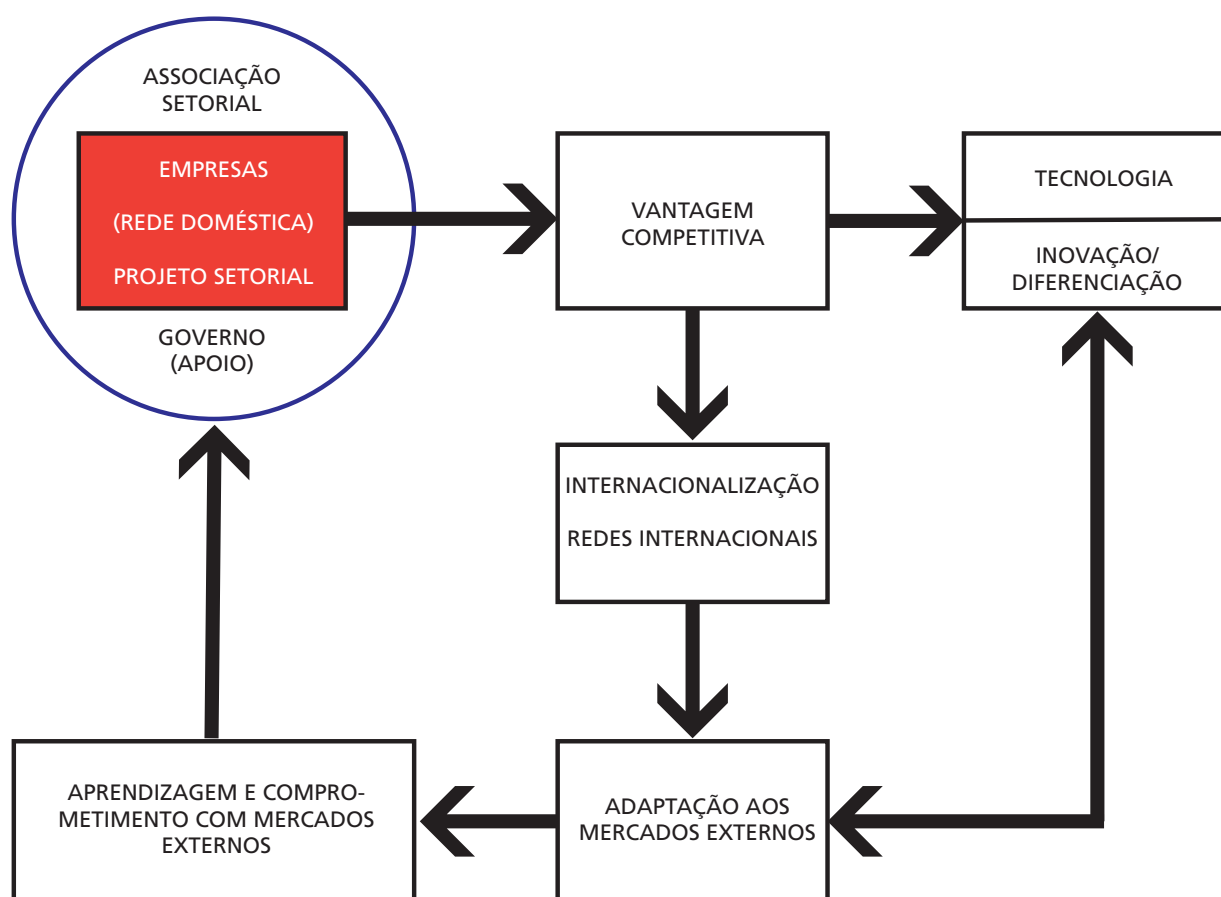 ASSOCIAÇÃO
SETORIAL
EMPRESAS
(REDE DOMÉSTICA)
PROJETO SETORIAL
GOVERNO
(APOIO)
VANTAGEM
COMPETITIVA
TECNOLOGIA
INOVAÇÃO/
DIFERENCIAÇÃO
INTERNACIONALIZAÇÃO
REDES INTERNACIONAIS
APRENDIZAGEM E COMPRO-
METIMENTO COM MERCADOS
EXTERNOS
ADAPTAÇÃO AOS
MERCADOS EXTERNOS